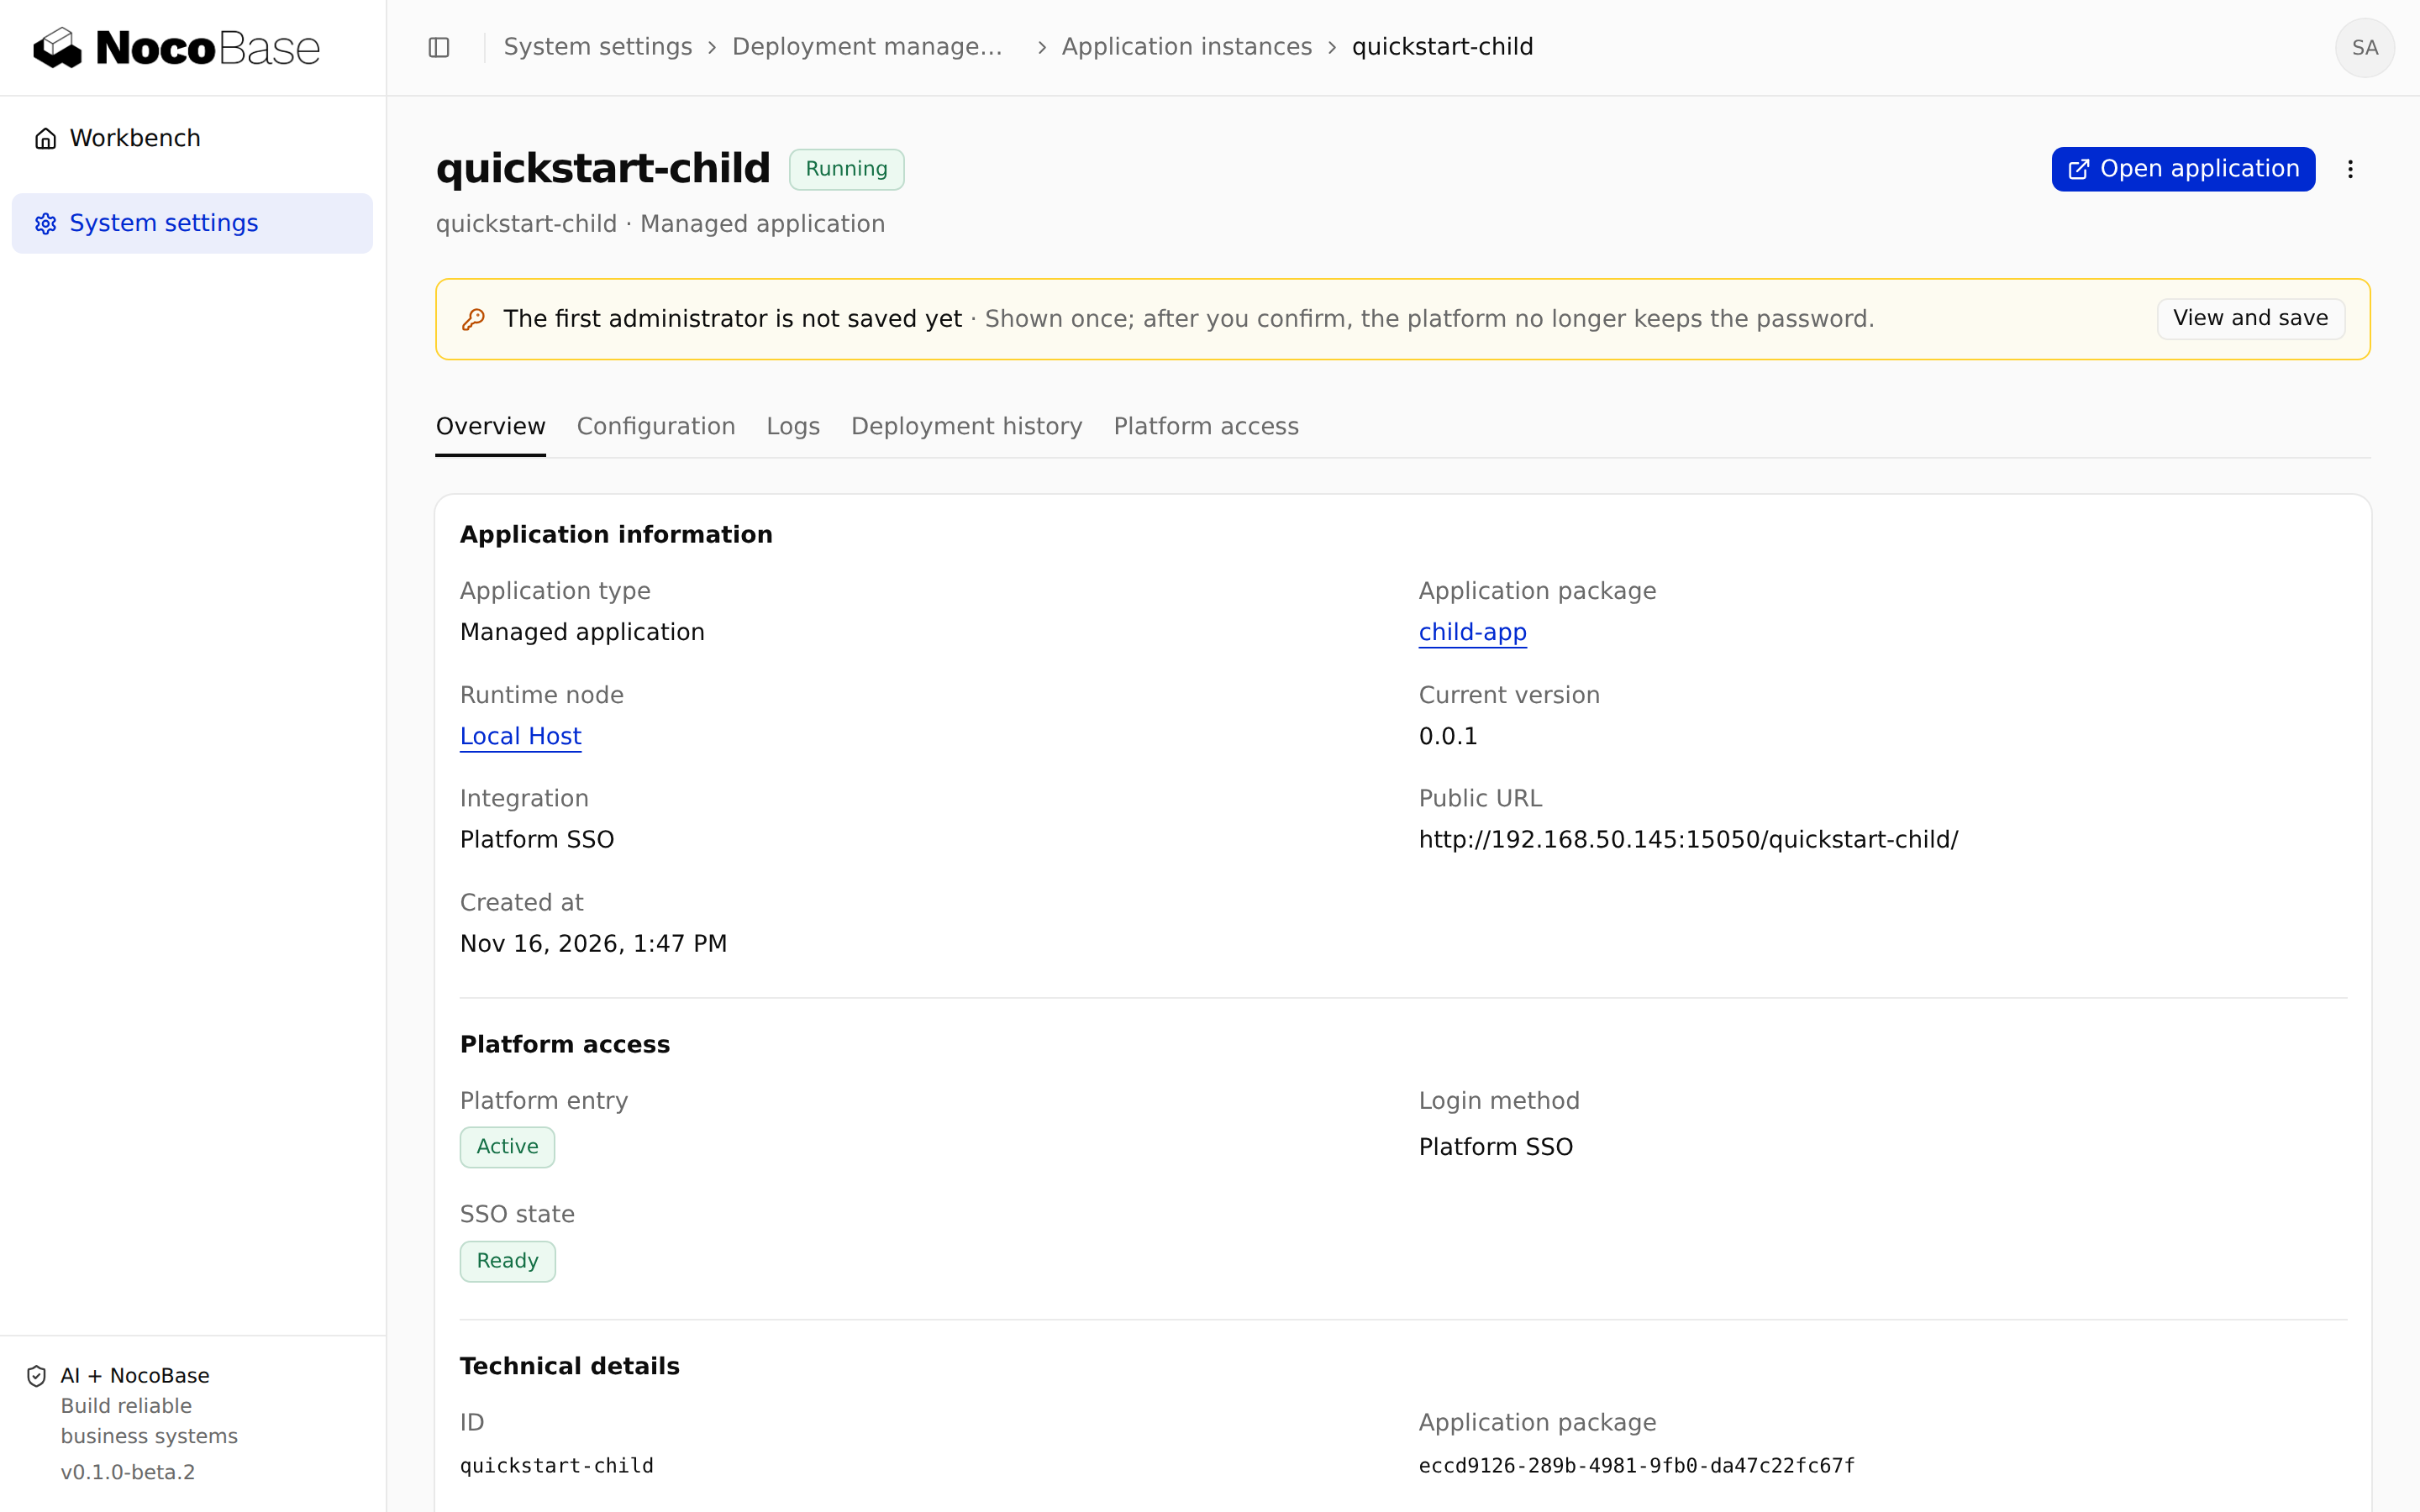 NocoBase
System settings > Deployment manage... > Application instances > quickstart-child
SA
Workbench
System settings
quickstart-child
Running
Open application
quickstart-child · Managed application
The first administrator is not saved yet · Shown once; after you confirm, the platform no longer keeps the password.
View and save
Overview
Configuration
Logs
Deployment history
Platform access
Application information
Application type
Managed application
Application package
child-app
Runtime node
Local Host
Current version
0.0.1
Integration
Platform SSO
Public URL
http://192.168.50.145:15050/quickstart-child/
Created at
Nov 16, 2026, 1:47 PM
Platform access
Platform entry
Active
Login method
Platform SSO
SSO state
Ready
Technical details
ID
quickstart-child
Application package
eccd9126-289b-4981-9fb0-da47c22fc67f
AI + NocoBase
Build reliable
business systems
v0.1.0-beta.2